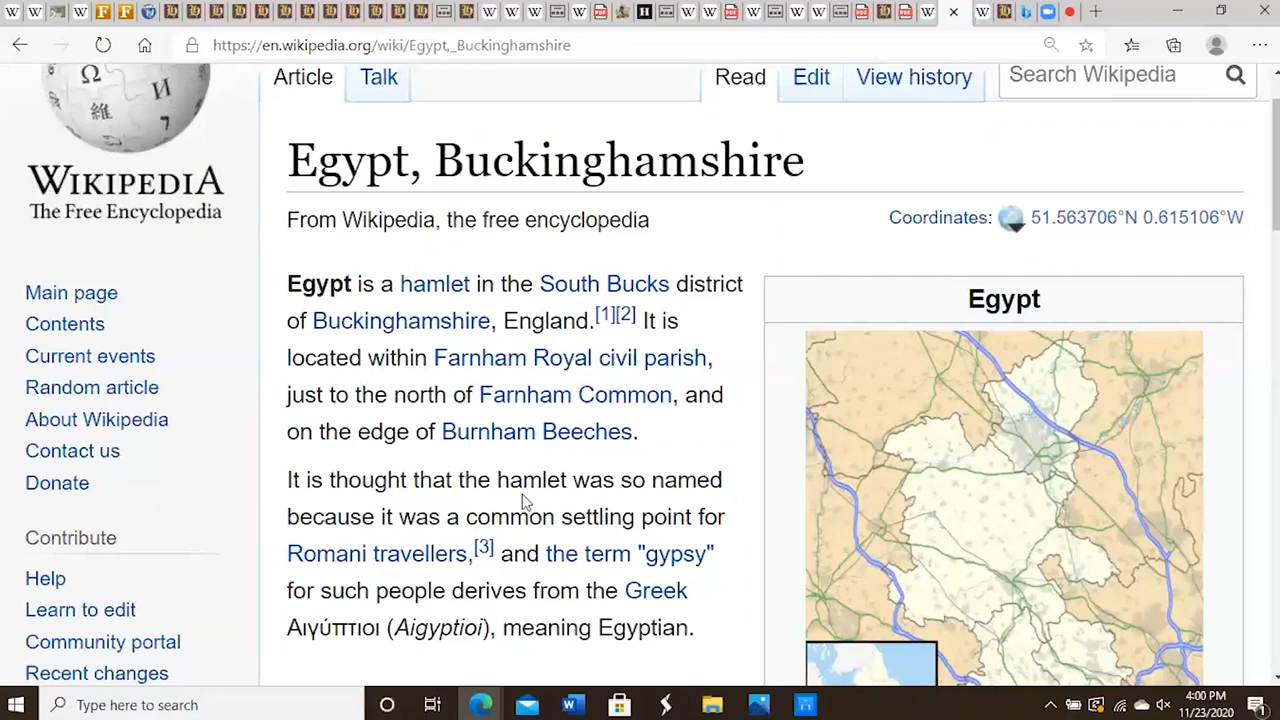 https://en.wikipedia.org/wiki/Egypt,_Buckinghamshire
Article Talk Read Edit View history Search Wikipedia
Ω
И
維
7
WIKIPEDIA
The Free Encyclopedia
Main page
Contents
Current events
Random article
About Wikipedia
Contact us
Donate
Contribute
Help
Learn to edit
Community portal
Recent changes
Egypt, Buckinghamshire
From Wikipedia, the free encyclopedia
Coordinates: 51.563706°N 0.615106°W
Egypt is a hamlet in the South Bucks district
of Buckinghamshire, England.[1][2] It is
located within Farnham Royal civil parish,
just to the north of Farnham Common, and
on the edge of Burnham Beeches.
It is thought that the hamlet was so named
because it was a common settling point for
Romani travellers,[3] and the term "gypsy"
for such people derives from the Greek
Αιγύπτιοι (Aigyptioi), meaning Egyptian.
Egypt
Type here to search
4:00 PM
11/23/2020